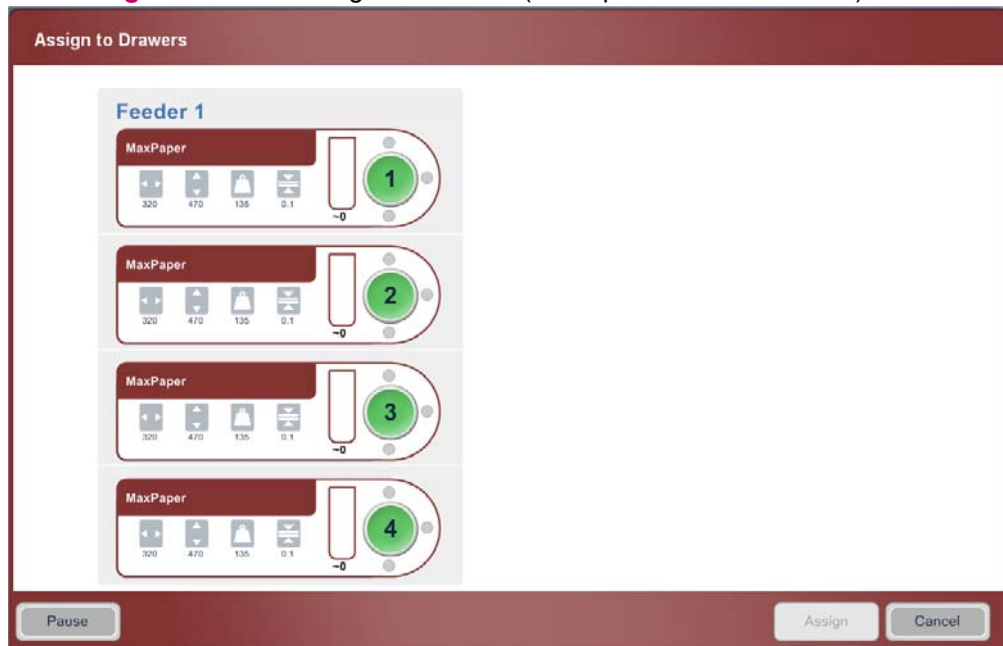 Assign to Drawers
Feeder 1
MaxPaper
1
320 470 135 0.1
~0
MaxPaper
2
320 470 135 0.1
~0
MaxPaper
3
320 470 135 0.1
~0
MaxPaper
4
320 470 135 0.1
~0
Pause Assign Cancel